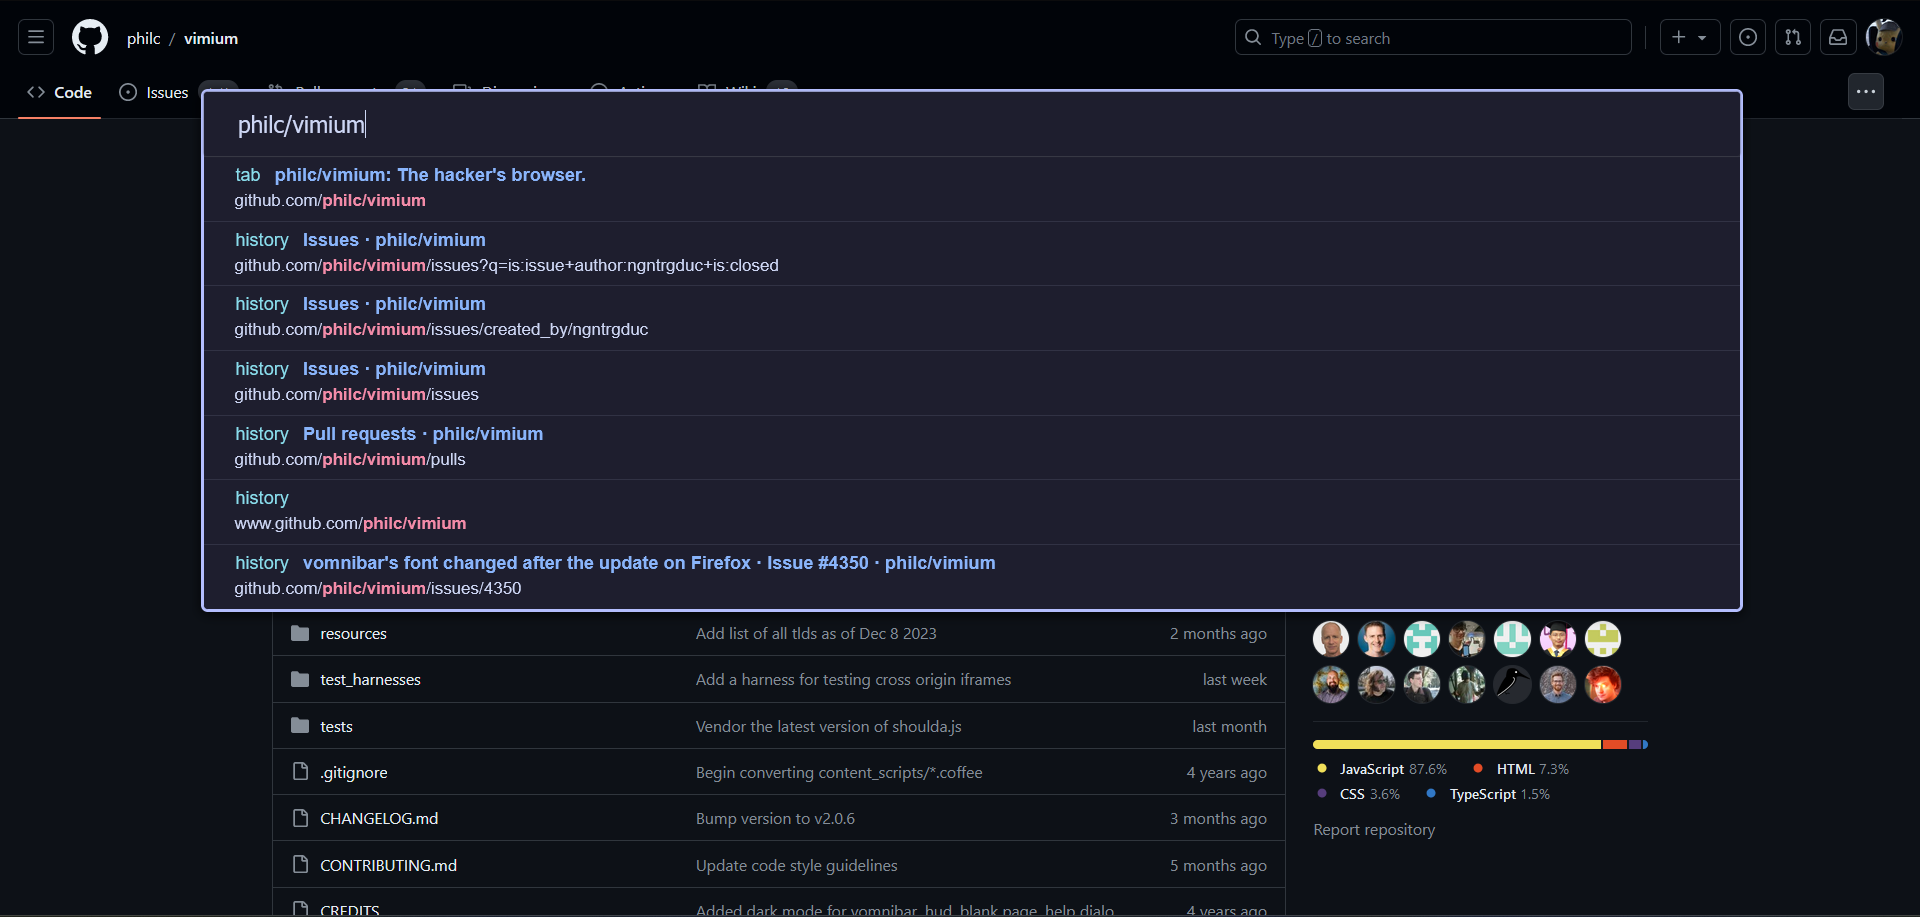 philc / vimium
Type / to search
Code
Issues
philc/vimium
tab philc/vimium: The hacker's browser.
github.com/philc/vimium
history Issues · philc/vimium
github.com/philc/vimium/issues?q=is:issue+author:ngntrgduc+is:closed
history Issues · philc/vimium
github.com/philc/vimium/issues/created_by/ngntrgduc
history Issues · philc/vimium
github.com/philc/vimium/issues
history Pull requests · philc/vimium
github.com/philc/vimium/pulls
history
www.github.com/philc/vimium
history vomnibar's font changed after the update on Firefox · Issue #4350 · philc/vimium
github.com/philc/vimium/issues/4350
resources Add list of all tlds as of Dec 8 2023 2 months ago
test_harnesses Add a harness for testing cross origin iframes last week
tests Vendor the latest version of shoulda.js last month
.gitignore Begin converting content_scripts/*.coffee 4 years ago
CHANGELOG.md Bump version to v2.0.6 3 months ago
CONTRIBUTING.md Update code style guidelines 5 months ago
CREDITS Added dark mode for vomnibar, hud, blank page, help dialo 4 years ago
JavaScript 87.6% HTML 7.3%
CSS 3.6% TypeScript 1.5%
Report repository